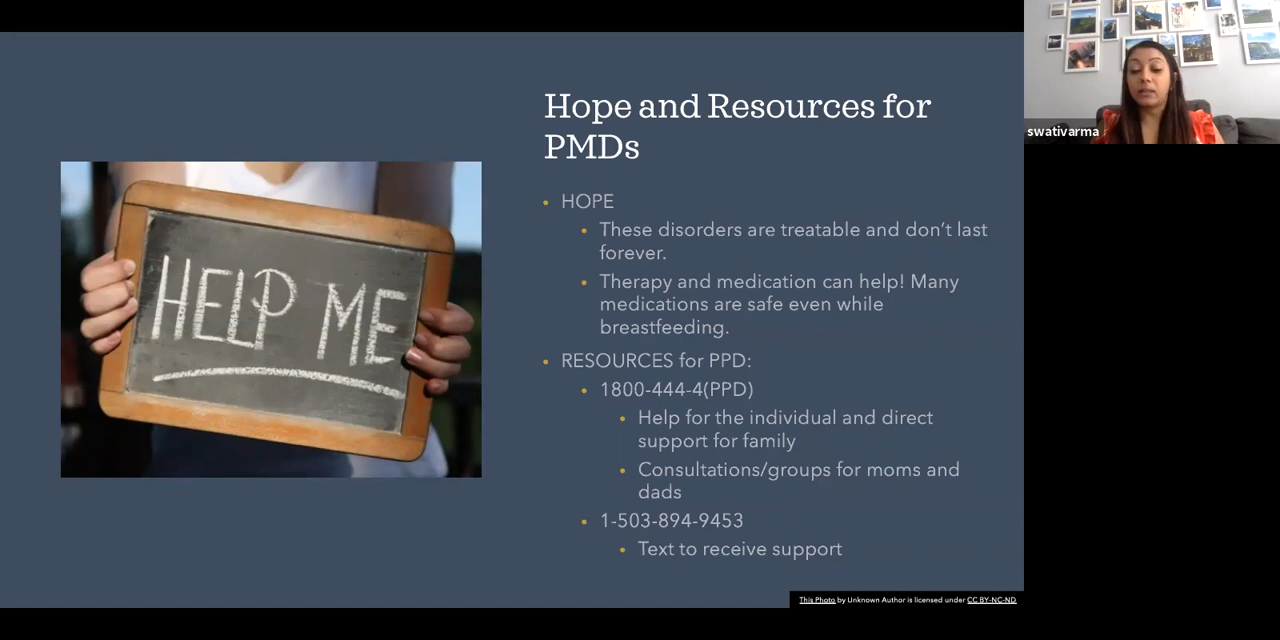 Hope and Resources for
PMDs
HOPE
These disorders are treatable and don't last
forever.
Therapy and medication can help! Many
medications are safe even while
breastfeeding.
RESOURCES for PPD:
1800-444-4(PPD)
Help for the individual and direct
support for family
Consultations/groups for moms and
dads
1-503-894-9453
Text to receive support
HELP ME
This Photo by Unknown Author is licensed under CC BY-NC-ND
swativarma